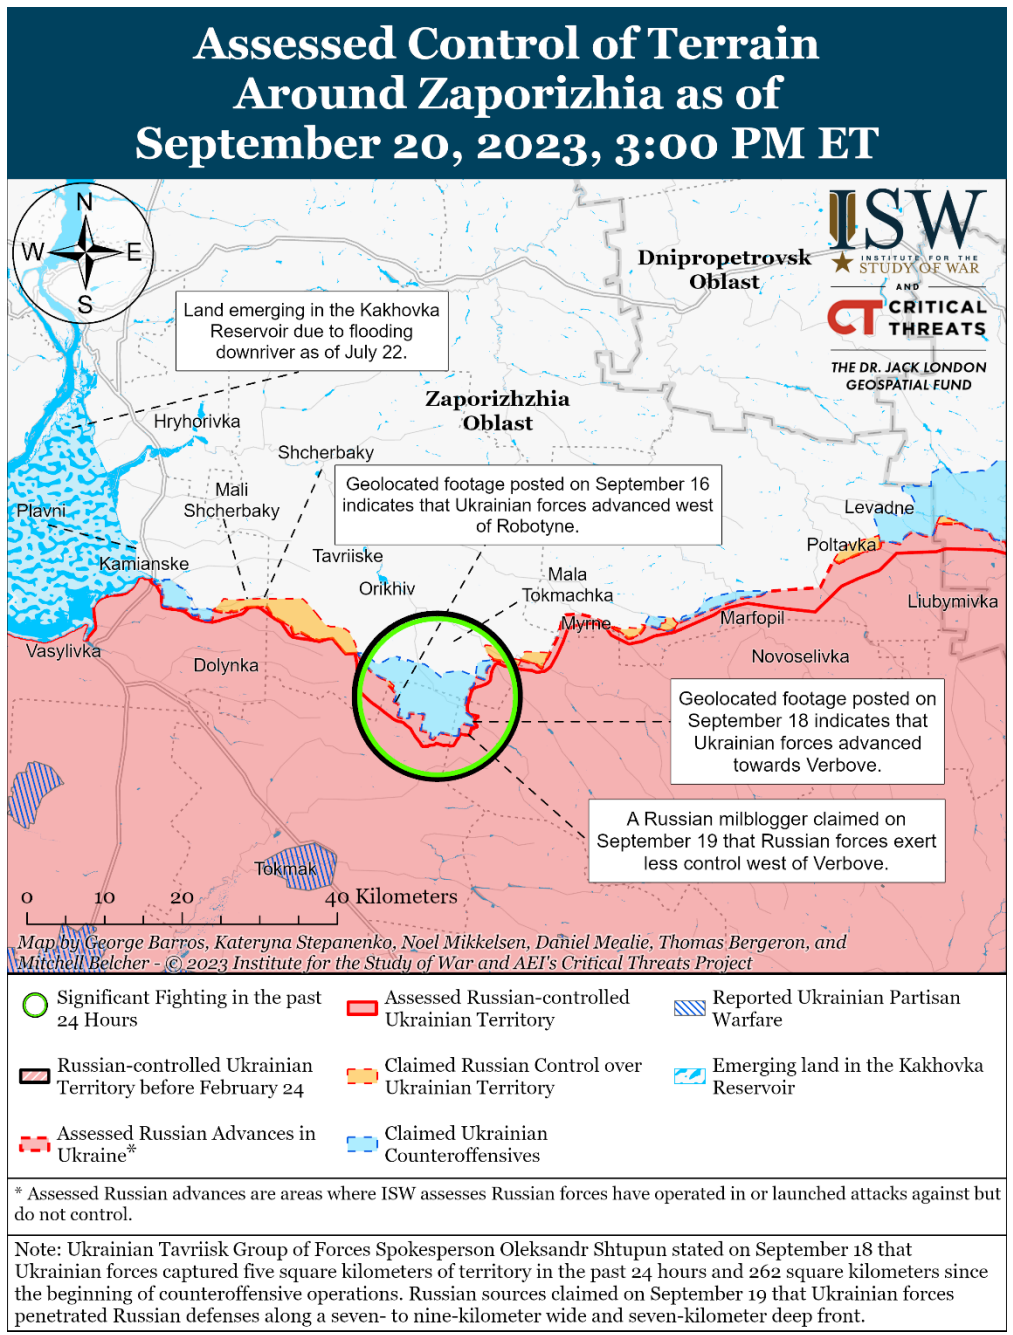 Assessed Control of Terrain
Around Zaporizhia as of
September 20, 2023, 3:00 PM ET
N
W
E
S
ISW
INSTITUTE FOR THE
STUDY OF WAR
AND
CT CRITICAL
THREATS
THE DR. JACK LONDON
GEOSPATIAL FUND
Dnipropetrovsk
Oblast
Land emerging in the Kakhovka
Reservoir due to flooding
downriver as of July 22.
Zaporizhzhia
Oblast
Hryhorivka
Shcherbaky
Geolocated footage posted on September 16
indicates that Ukrainian forces advanced west
of Robotyne.
Mali
Shcherbaky
Plavni
Levadne
Poltavka
Kamianske
Tavriiske
Orikhiv
Mala
Tokmachka
Liubymivka
Myrne
Marfopil
Vasylivka
Dolynka
Novoselivka
Geolocated footage posted on
September 18 indicates that
Ukrainian forces advanced
towards Verbove.
A Russian milblogger claimed on
September 19 that Russian forces exert
less control west of Verbove.
Tokmak
0 10 20 40 Kilometers
Map by George Barros, Kateryna Stepanenko, Noel Mikkelsen, Daniel Mealie, Thomas Bergeron, and
Mitchell Belcher - © 2023 Institute for the Study of War and AEI's Critical Threats Project
Significant Fighting in the past
24 Hours
Russian-controlled Ukrainian
Territory before February 24
Assessed Russian Advances in
Ukraine*
Assessed Russian-controlled
Ukrainian Territory
Claimed Russian Control over
Ukrainian Territory
Claimed Ukrainian
Counteroffensives
Reported Ukrainian Partisan
Warfare
Emerging land in the Kakhovka
Reservoir
* Assessed Russian advances are areas where ISW assesses Russian forces have operated in or launched attacks against but
do not control.
Note: Ukrainian Tavriisk Group of Forces Spokesperson Oleksandr Shtupun stated on September 18 that
Ukrainian forces captured five square kilometers of territory in the past 24 hours and 262 square kilometers since
the beginning of counteroffensive operations. Russian sources claimed on September 19 that Ukrainian forces
penetrated Russian defenses along a seven- to nine-kilometer wide and seven-kilometer deep front.